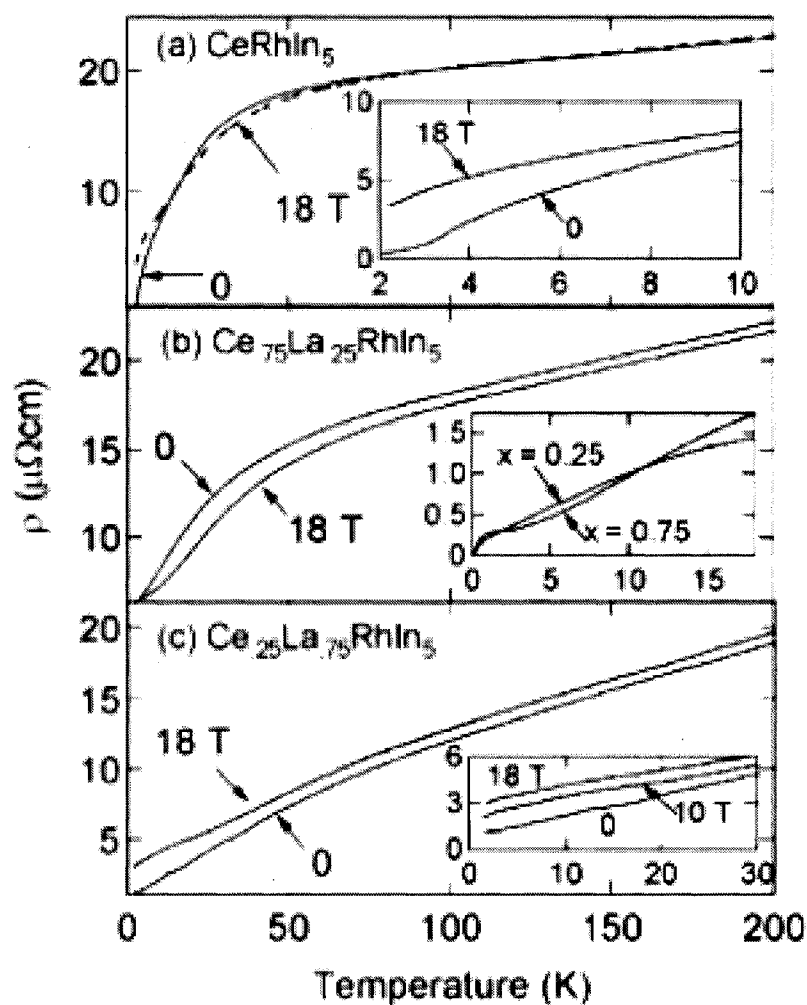 (a) CeRhIn₅
20
10
18 T
0
10
5
0
18 T
0
2 4 6 8 10
(b) Ce.₇₅La.₂₅RhIn₅
20
15
10
0
18 T
1 5
1 0
0 5
0
x = 0.25
x = 0.75
0 5 10 15
ρ (μΩcm)
(c) Ce.₂₅La.₇₅RhIn₅
20
15
10
5
18 T
0
6
3
0
18 T
10 T
0
0 10 20 30
0 50 100 150 200
Temperature (K)